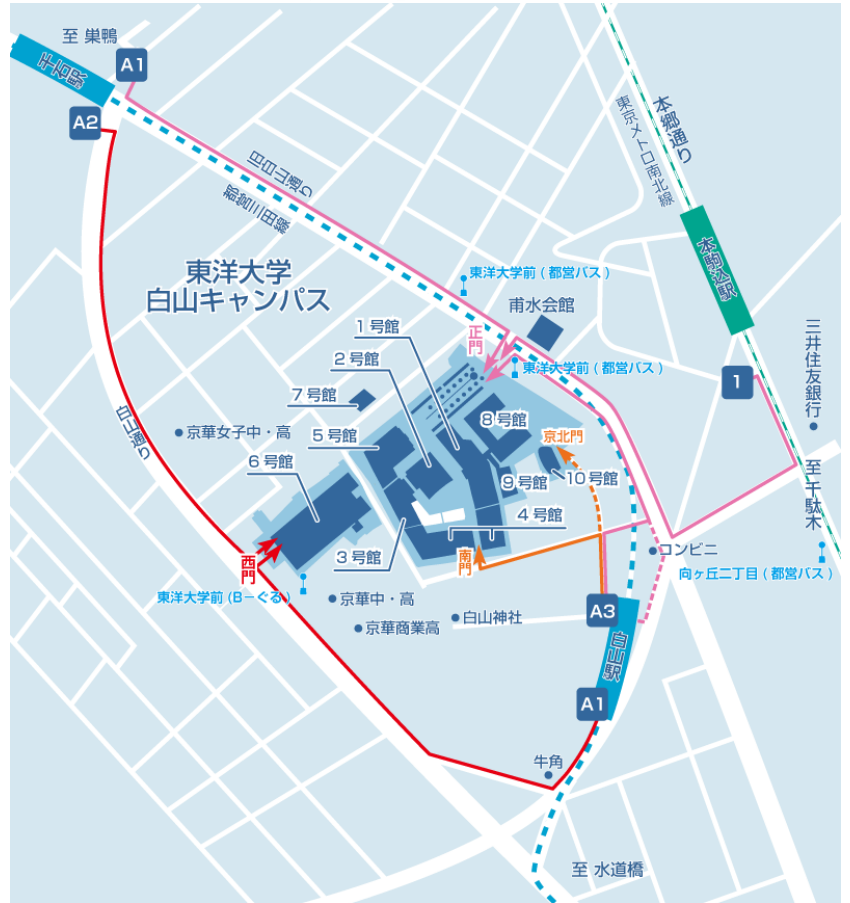 至 巣鴨
千石駅
A1
A2
本郷通り
東京メトロ南北線
旧白山通り
都営三田線
本駒込駅
東洋大学
白山キャンパス
東洋大学前 ( 都営バス )
甫水会館
正門
東洋大学前 ( 都営バス )
1 号館
2 号館
7 号館
5 号館
8 号館
三井住友銀行
1
白山通り
京華女子中・高
6 号館
京北門
9 号館
10 号館
4 号館
至 千駄木
3 号館
南門
西門
コンビニ
向ヶ丘二丁目 ( 都営バス )
東洋大学前 (B－ぐる )
京華中・高
京華商業高
白山神社
A3
白山駅
A1
牛角
至 水道橋